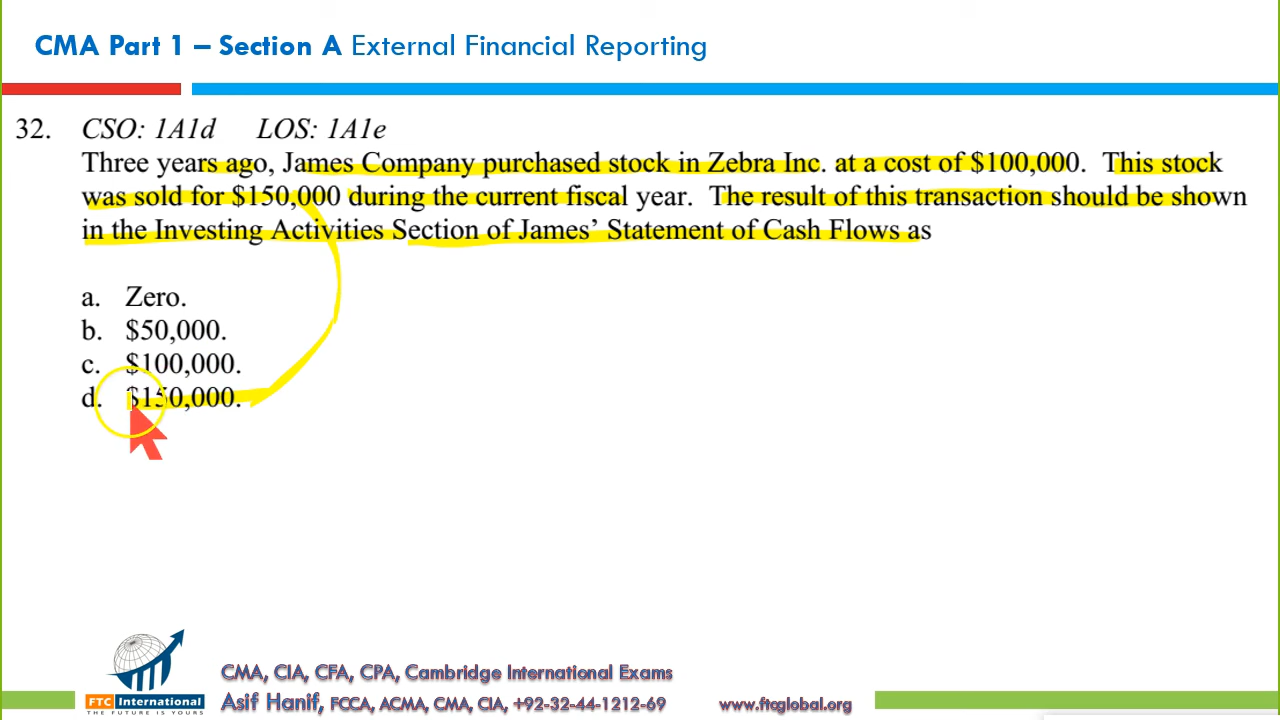 CMA Part 1 – Section A External Financial Reporting
32. CSO: 1A1d LOS: 1A1e
Three years ago, James Company purchased stock in Zebra Inc. at a cost of $100,000. This stock
was sold for $150,000 during the current fiscal year. The result of this transaction should be shown
in the Investing Activities Section of James’ Statement of Cash Flows as
a. Zero.
b. $50,000.
c. $100,000.
d. $150,000.
FTC International
THE FUTURE IS YOURS
CMA, CIA, CFA, CPA, Cambridge International Exams
Asif Hanif, FCCA, ACMA, CMA, CIA, +92-32-44-1212-69 www.ftcglobal.org